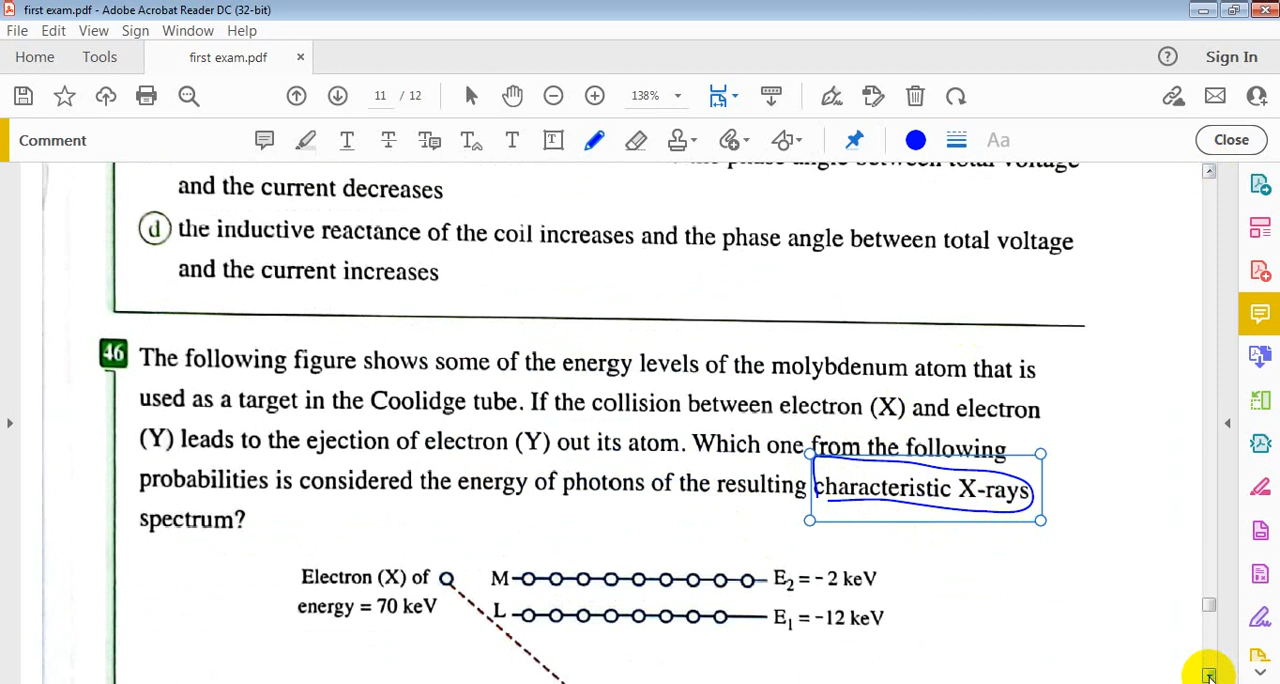 first exam.pdf - Adobe Acrobat Reader DC (32-bit)
File Edit View Sign Window Help
Home Tools first exam.pdf × ? Sign In
11 / 12 138%
Comment T T T T T Aa Close
the phase angle between total voltage
and the current decreases
d the inductive reactance of the coil increases and the phase angle between total voltage
and the current increases
46 The following figure shows some of the energy levels of the molybdenum atom that is
used as a target in the Coolidge tube. If the collision between electron (X) and electron
(Y) leads to the ejection of electron (Y) out its atom. Which one from the following
probabilities is considered the energy of photons of the resulting characteristic X-rays
spectrum?
Electron (X) of M E₂ = - 2 keV
energy = 70 keV L E₁ = -12 keV